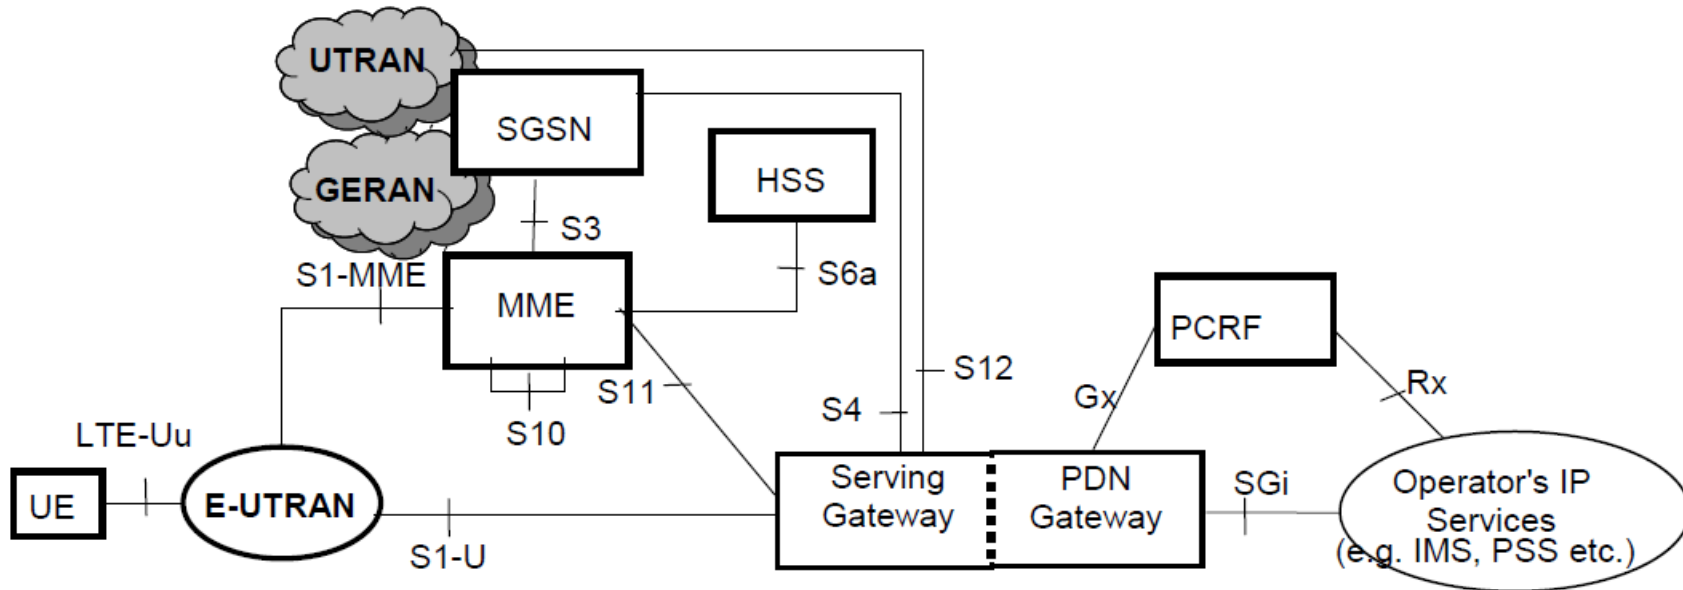 UTRAN
SGSN
HSS
GERAN
S3
S1-MME
S6a
MME
PCRF
S11
S12
Gx
Rx
S4
S10
LTE-Uu
Serving
Gateway
PDN
Gateway
SGi
Operator's IP
Services
(e.g. IMS, PSS etc.)
UE
E-UTRAN
S1-U